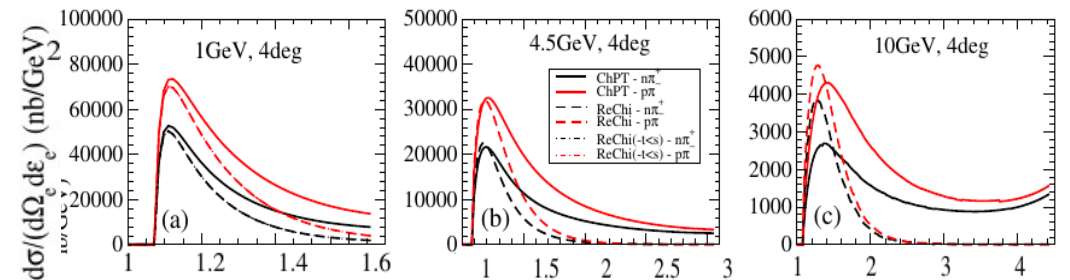 dσ/(dΩ_e dε_e) (nb/GeV)
2
100000
80000
60000
40000
20000
0
1GeV, 4deg
(a)
1
1.2
1.4
1.6
50000
40000
30000
20000
10000
0
4.5GeV, 4deg
ChPT - nπ+
ChPT - pπ-
ReChi - nπ+
ReChi - pπ-
ReChi(-t<s) - nπ+
ReChi(-t<s) - pπ-
(b)
1
1.5
2
2.5
3
6000
5000
4000
3000
2000
1000
0
10GeV, 4deg
(c)
1
2
3
4